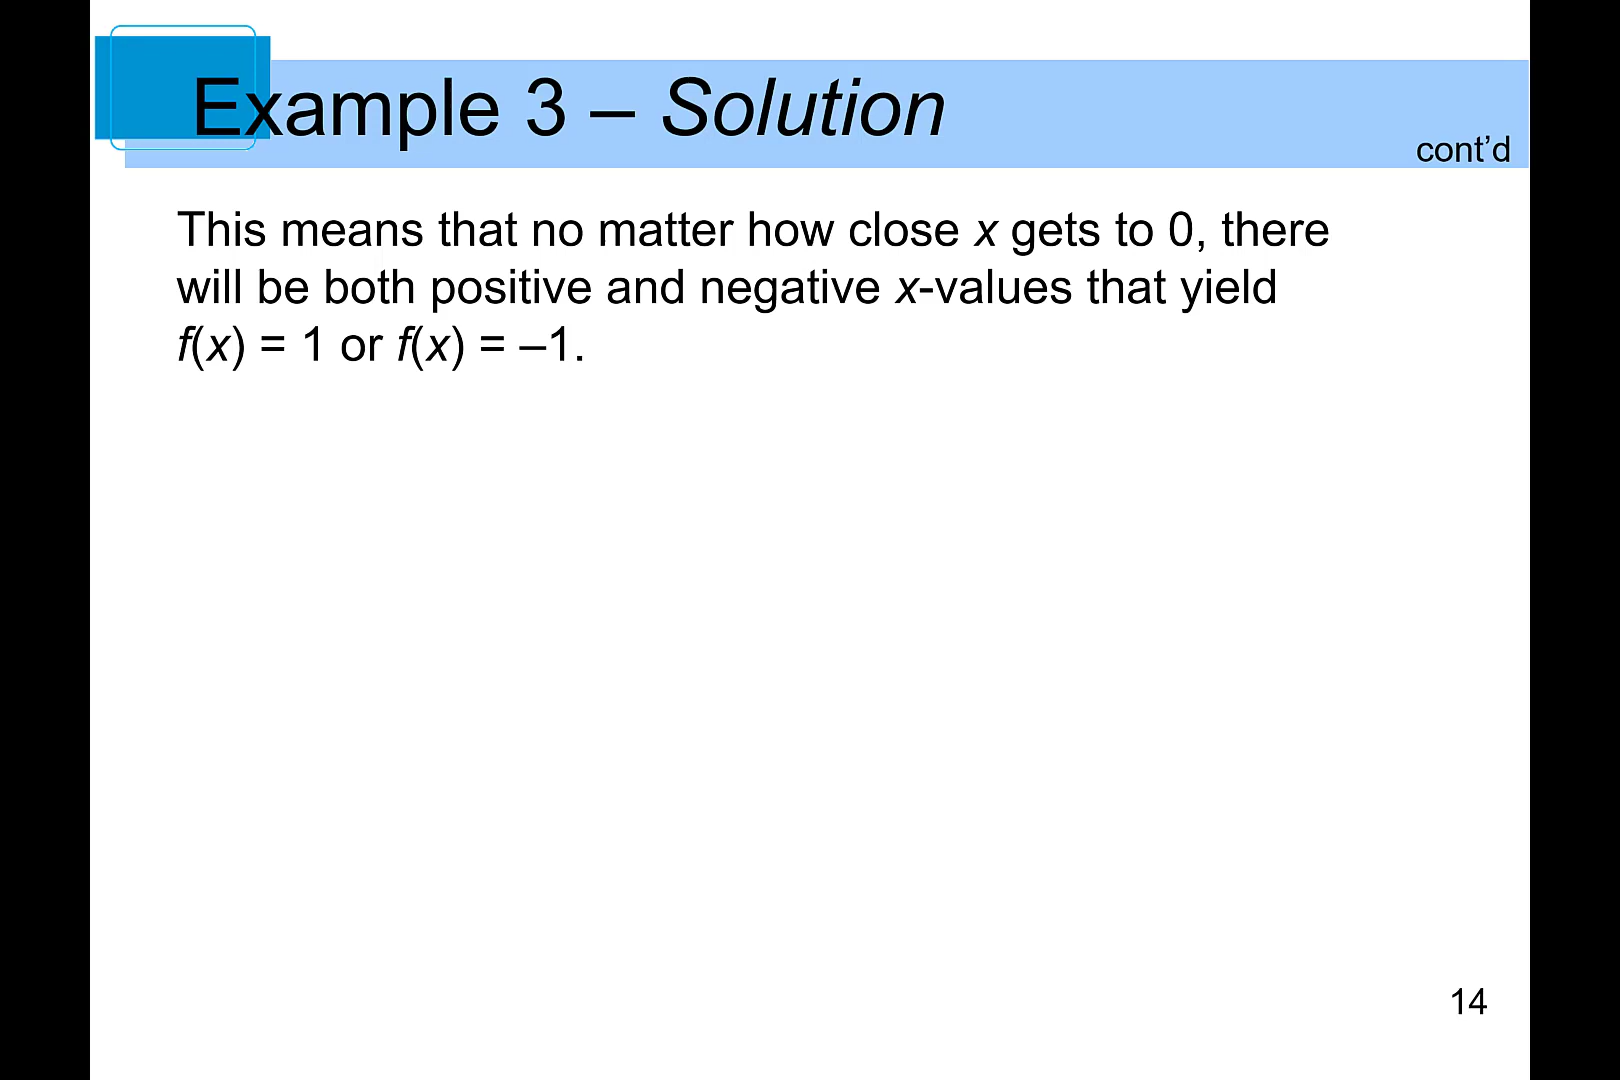 Example 3 – Solution
cont’d
This means that no matter how close x gets to 0, there
will be both positive and negative x-values that yield
f(x) = 1 or f(x) = –1.
14